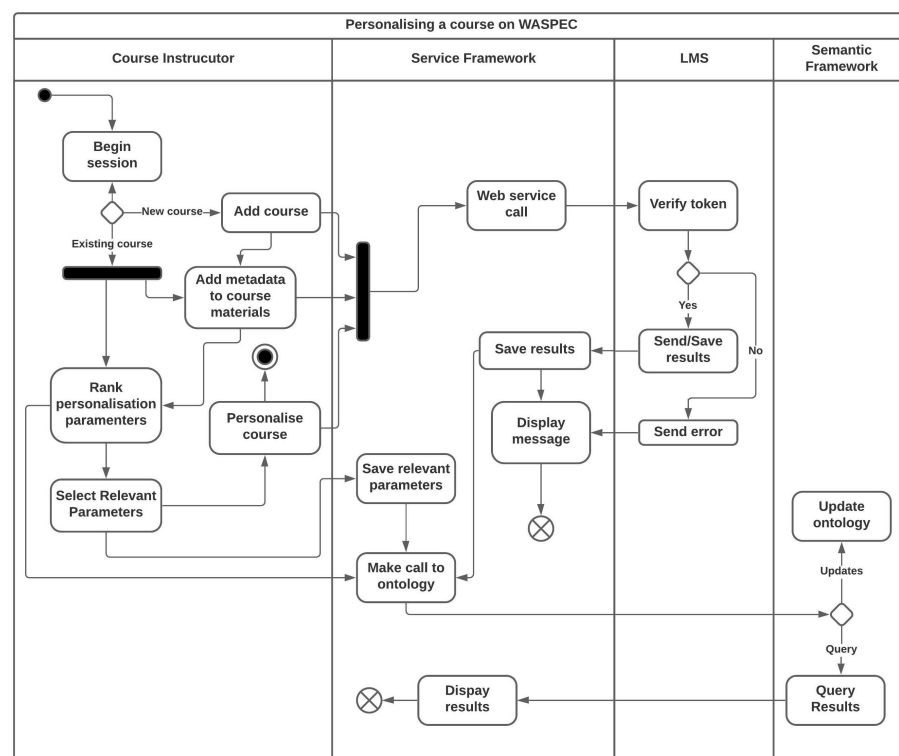 Personalising a course on WASPEC
Course Instrucutor
Service Framework
LMS
Semantic
Framework
Begin
session
New course
Add course
Existing course
Add metadata
to course
materials
Web service
call
Verify token
Yes
No
Send/Save
results
Save results
Rank
personalisation
paramenters
Personalise
course
Display
message
Send error
Select Relevant
Parameters
Save relevant
parameters
Update
ontology
Make call to
ontology
Updates
Query
Dispay
results
Query
Results